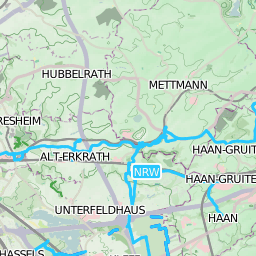 HUBBELRATH
METTMANN
RESHEIM
ALT-ERKRATH
HAAN-GRUIT
NRW
HAAN-GRUITE
UNTERFELDHAUS
HAAN
HASSELS